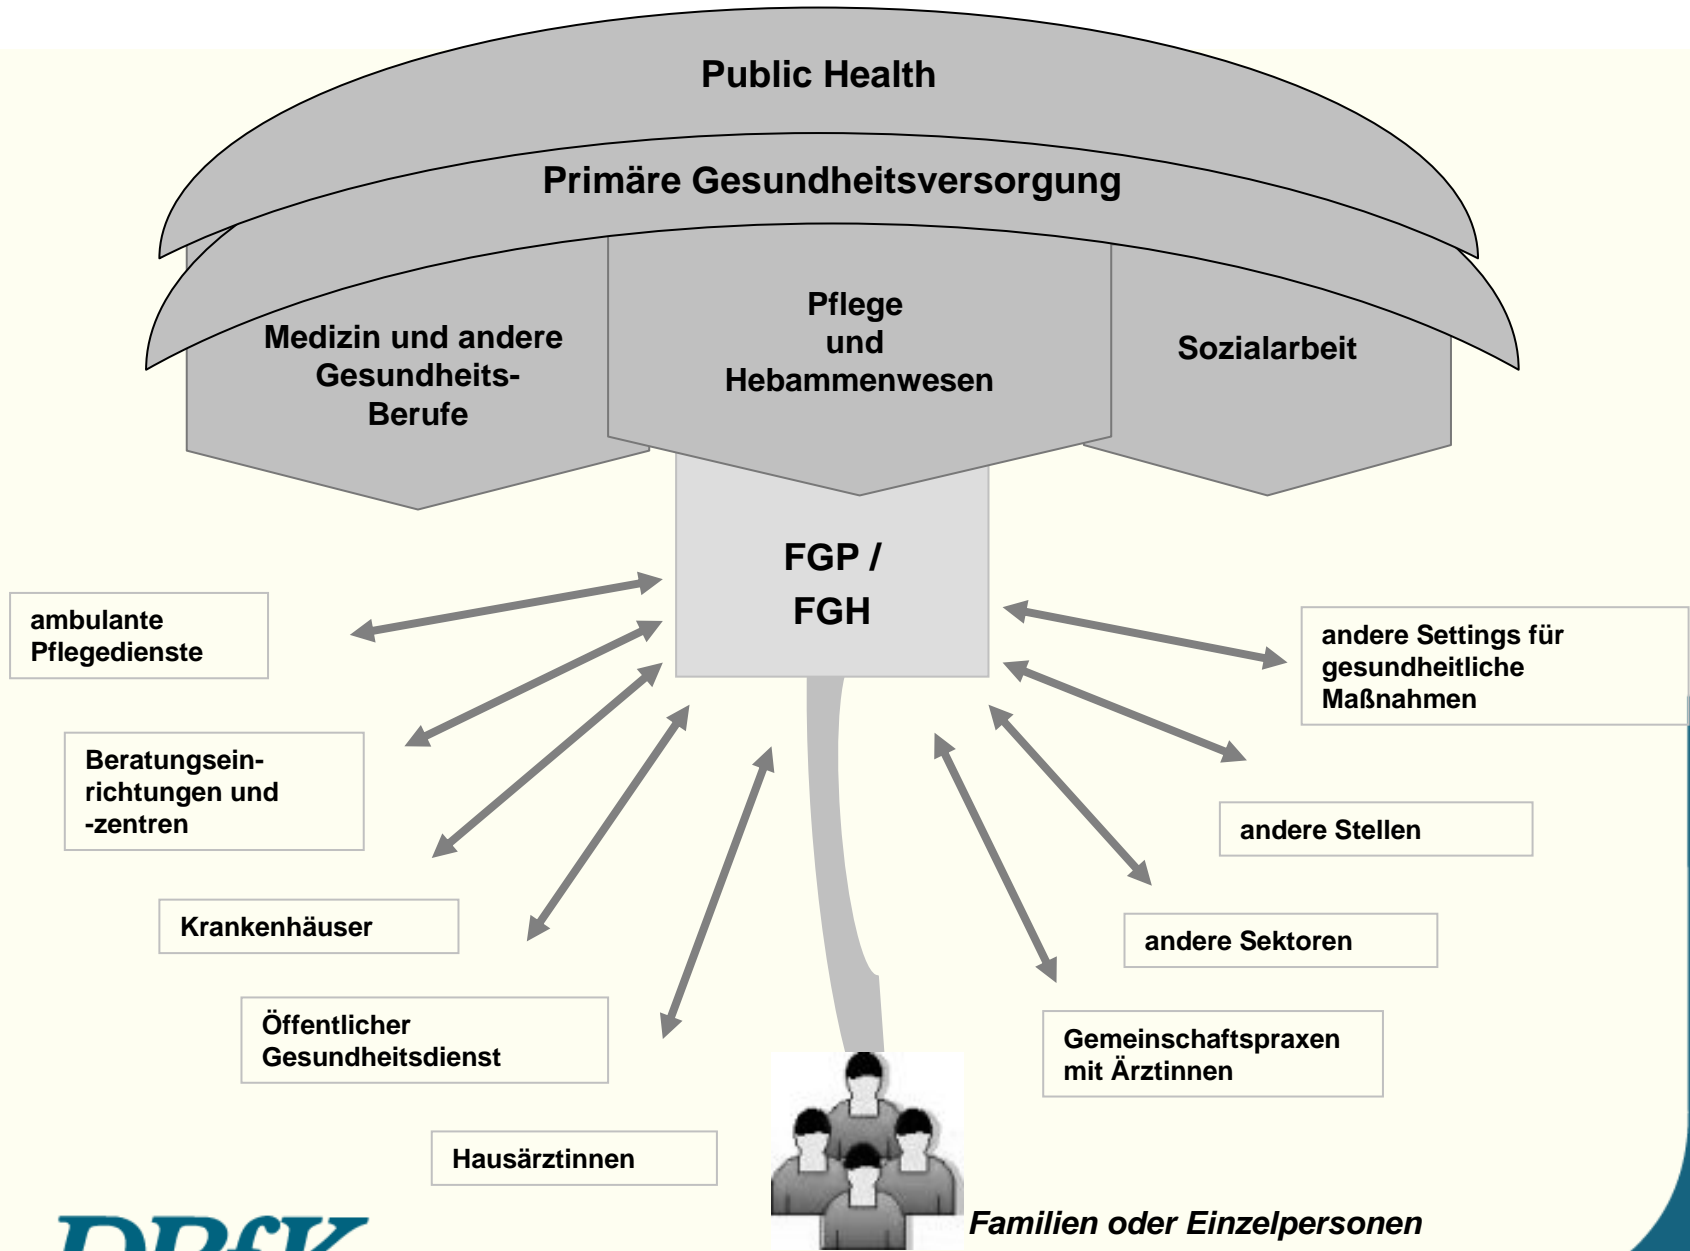 Public Health
Primäre Gesundheitsversorgung
Medizin und andere
Gesundheits-
Berufe
Pflege
und
Hebammenwesen
Sozialarbeit
FGP /
FGH
ambulante
Pflegedienste
Beratungsein-
richtungen und
-zentren
Krankenhäuser
Öffentlicher
Gesundheitsdienst
Hausärztinnen
andere Settings für
gesundheitliche
Maßnahmen
andere Stellen
andere Sektoren
Gemeinschaftspraxen
mit Ärztinnen
Familien oder Einzelpersonen
DBfK